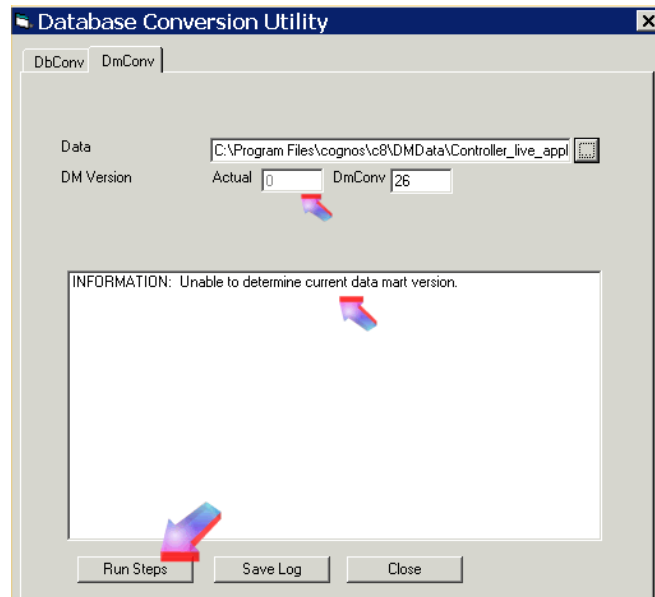 Database Conversion Utility
DbConv DmConv
Data C:\Program Files\cognos\c8\DMData\Controller_live_appl
DM Version Actual 0 DmConv 26
INFORMATION: Unable to determine current data mart version.
Run Steps Save Log Close